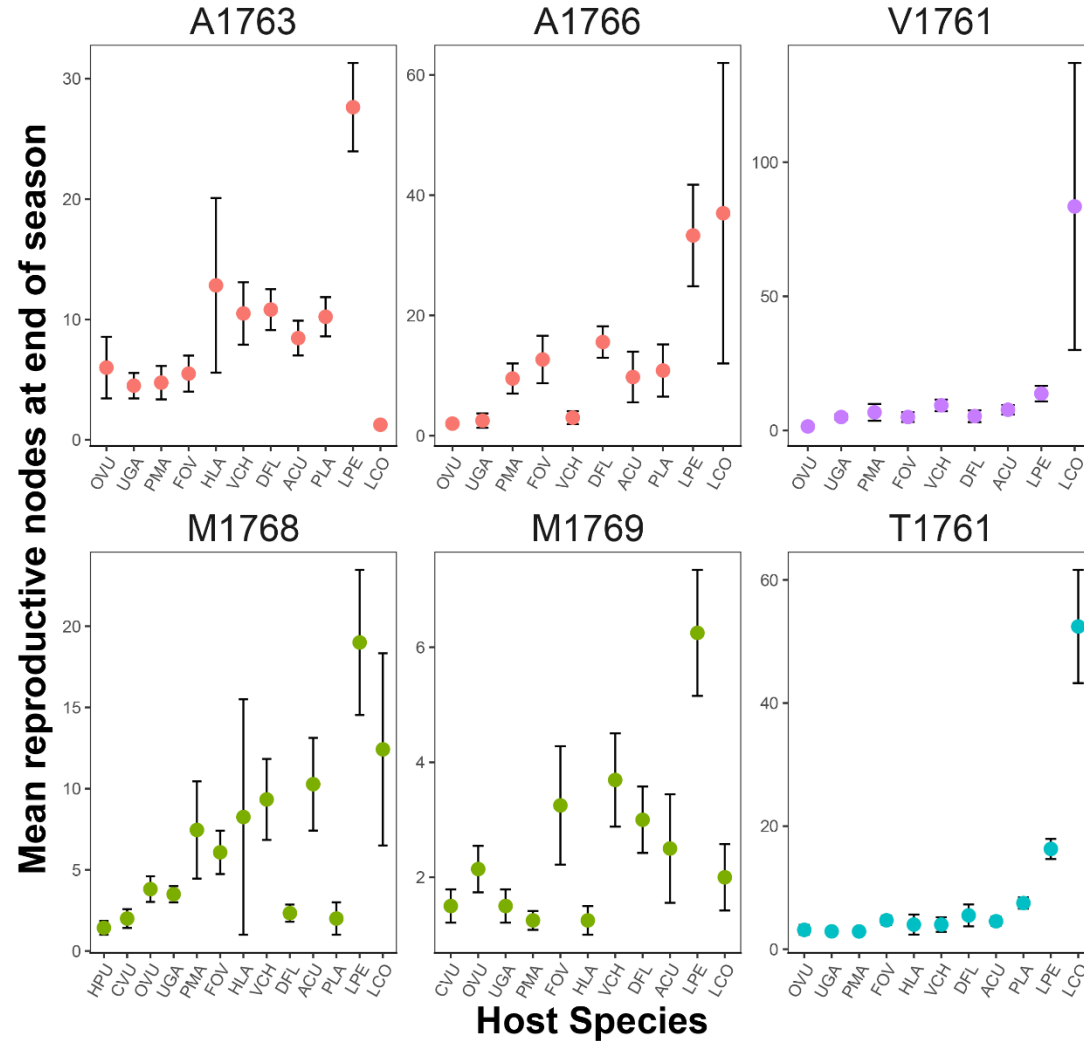 A1763
A1766
V1761
Mean reproductive nodes at end of season
30
20
10
0
OVU UGA PMA FOV HLA VCH DFL ACU PLA LPE LCO
60
40
20
0
OVU UGA PMA FOV VCH DFL ACU PLA LPE LCO
100
50
0
OVU UGA PMA FOV VCH DFL ACU LPE LCO
M1768
M1769
T1761
20
15
10
5
0
HPU CVU OVU UGA PMA FOV HLA VCH DFL ACU PLA LPE LCO
6
4
2
CVU OVU UGA PMA FOV HLA VCH DFL ACU LPE LCO
60
40
20
0
OVU UGA PMA FOV HLA VCH DFL ACU PLA LPE LCO
Host Species